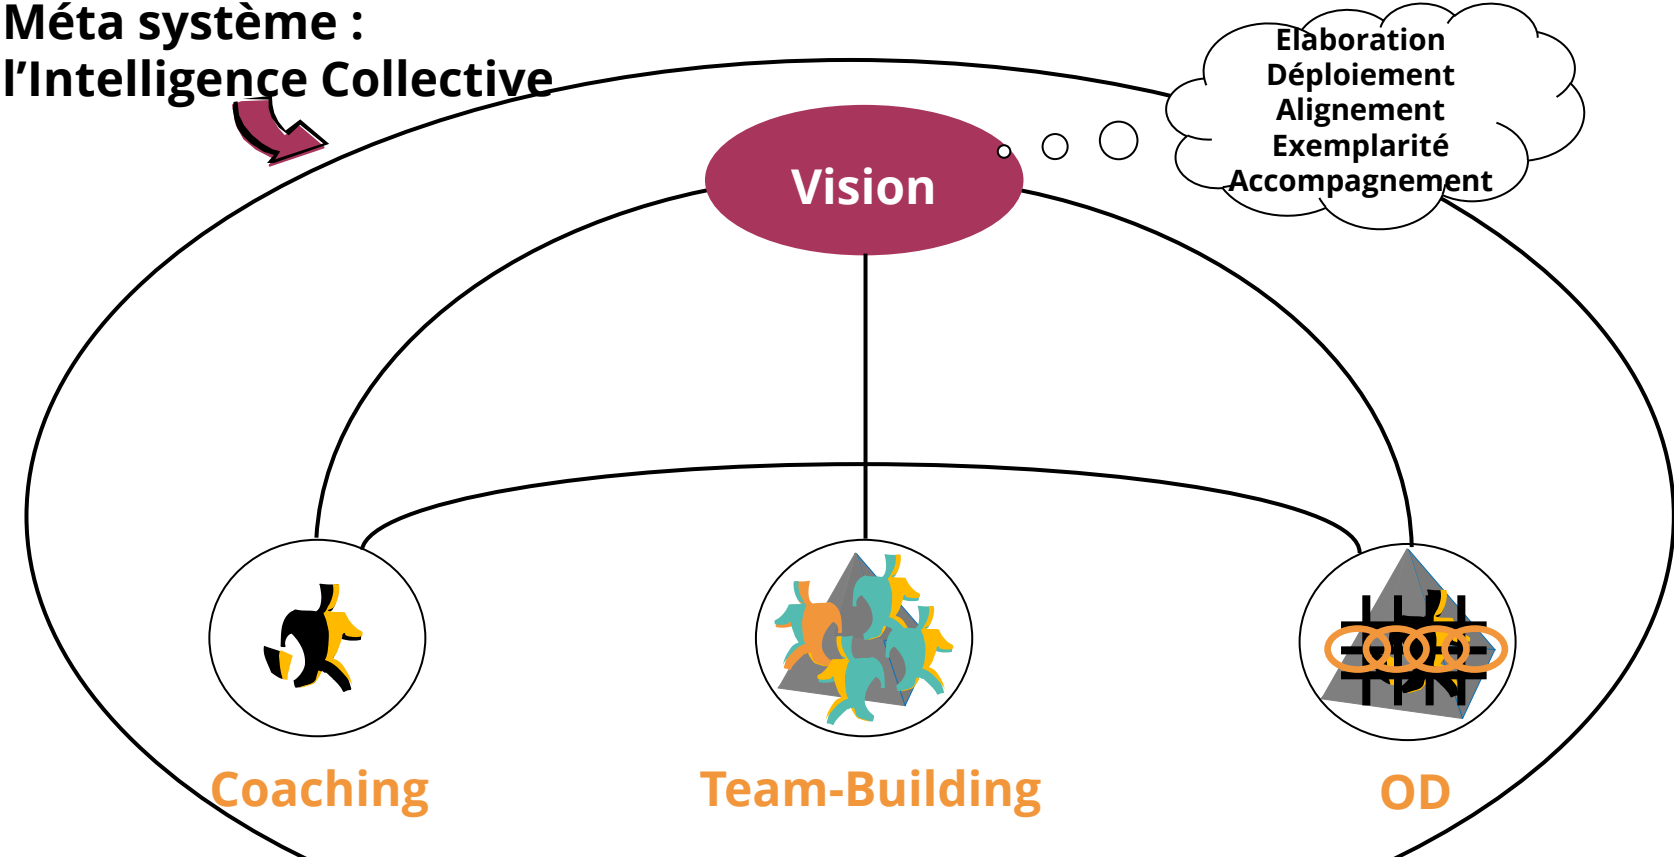 Méta système :
l’Intelligence Collective
Elaboration
Déploiement
Alignement
Exemplarité
Accompagnement
Vision
Coaching
Team-Building
OD